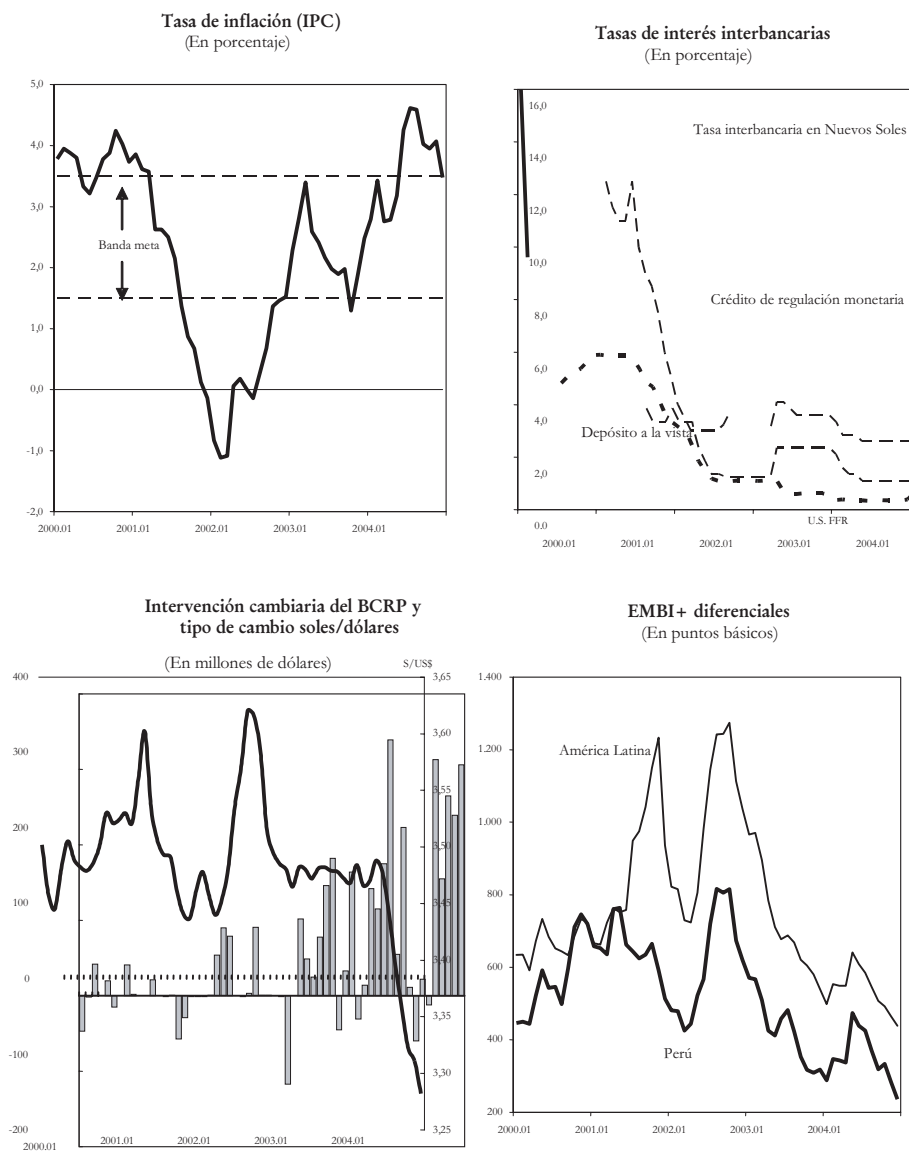 Tasa de inflación (IPC)
(En porcentaje)
5,0
4,0
3,0
2,0
1,0
0,0
-1,0
-2,0
Banda meta
2000.01 2001.01 2002.01 2003.01 2004.01
Tasas de interés interbancarias
(En porcentaje)
16,0
14,0
12,0
10,0
8,0
6,0
4,0
2,0
0.0
Tasa interbancaria en Nuevos Soles
Crédito de regulación monetaria
Depósito a la vista
U.S. FFR
2000.01 2001.01 2002.01 2003.01 2004.01
Intervención cambiaria del BCRP y
tipo de cambio soles/dólares
(En millones de dólares) S/US$
400
300
200
100
0
-100
-200
3,65
3,60
3,55
3,50
3,45
3,40
3,35
3,30
3,25
2000.01 2001.01 2002.01 2003.01 2004.01
EMBI+ diferenciales
(En puntos básicos)
1.400
1.200
1.000
800
600
400
200
América Latina
Perú
2000.01 2001.01 2002.01 2003.01 2004.01